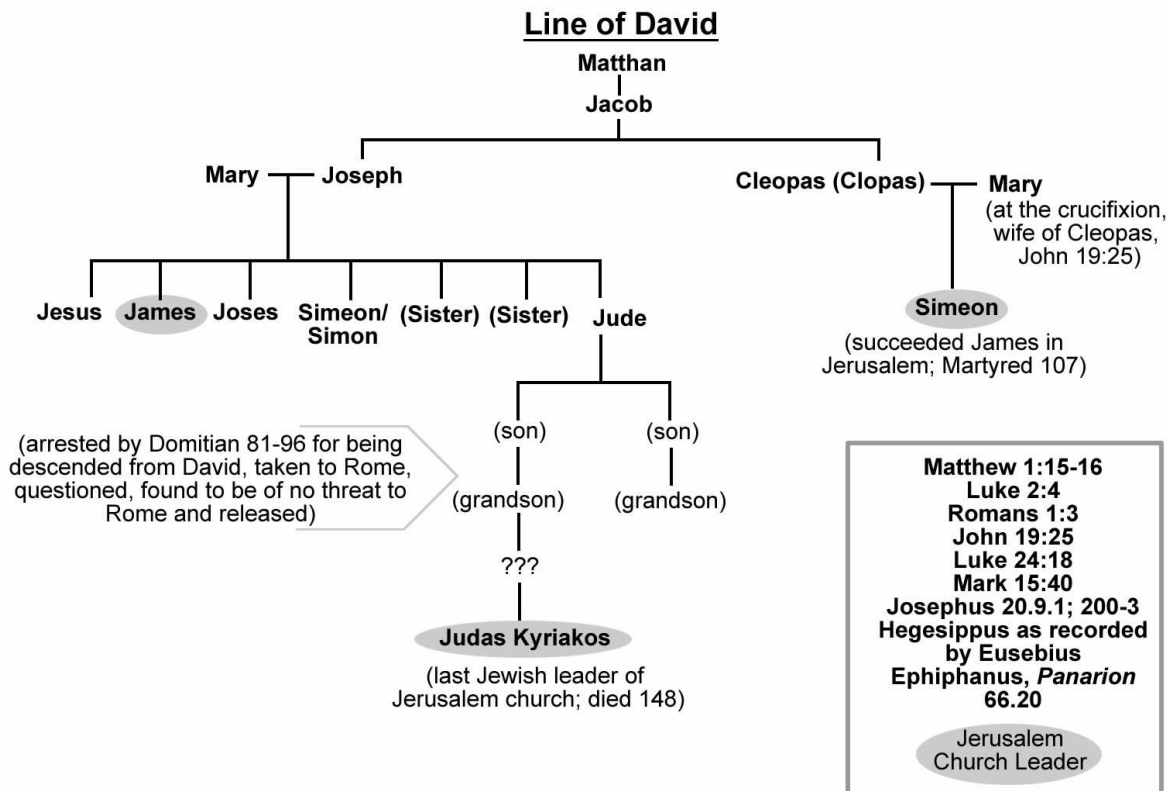 Line of David
Matthan
Jacob
Mary
Joseph
Cleopas (Clopas)
Mary
(at the crucifixion,
wife of Cleopas,
John 19:25)
Jesus
James
Joses
Simeon/
Simon
(Sister)
(Sister)
Jude
Simeon
(succeeded James in
Jerusalem; Martyred 107)
(son)
(son)
(arrested by Domitian 81-96 for being
descended from David, taken to Rome,
questioned, found to be of no threat to
Rome and released)
(grandson)
(grandson)
???
Judas Kyriakos
(last Jewish leader of
Jerusalem church; died 148)
Matthew 1:15-16
Luke 2:4
Romans 1:3
John 19:25
Luke 24:18
Mark 15:40
Josephus 20.9.1; 200-3
Hegesippus as recorded
by Eusebius
Ephiphanus, Panarion
66.20
Jerusalem
Church Leader